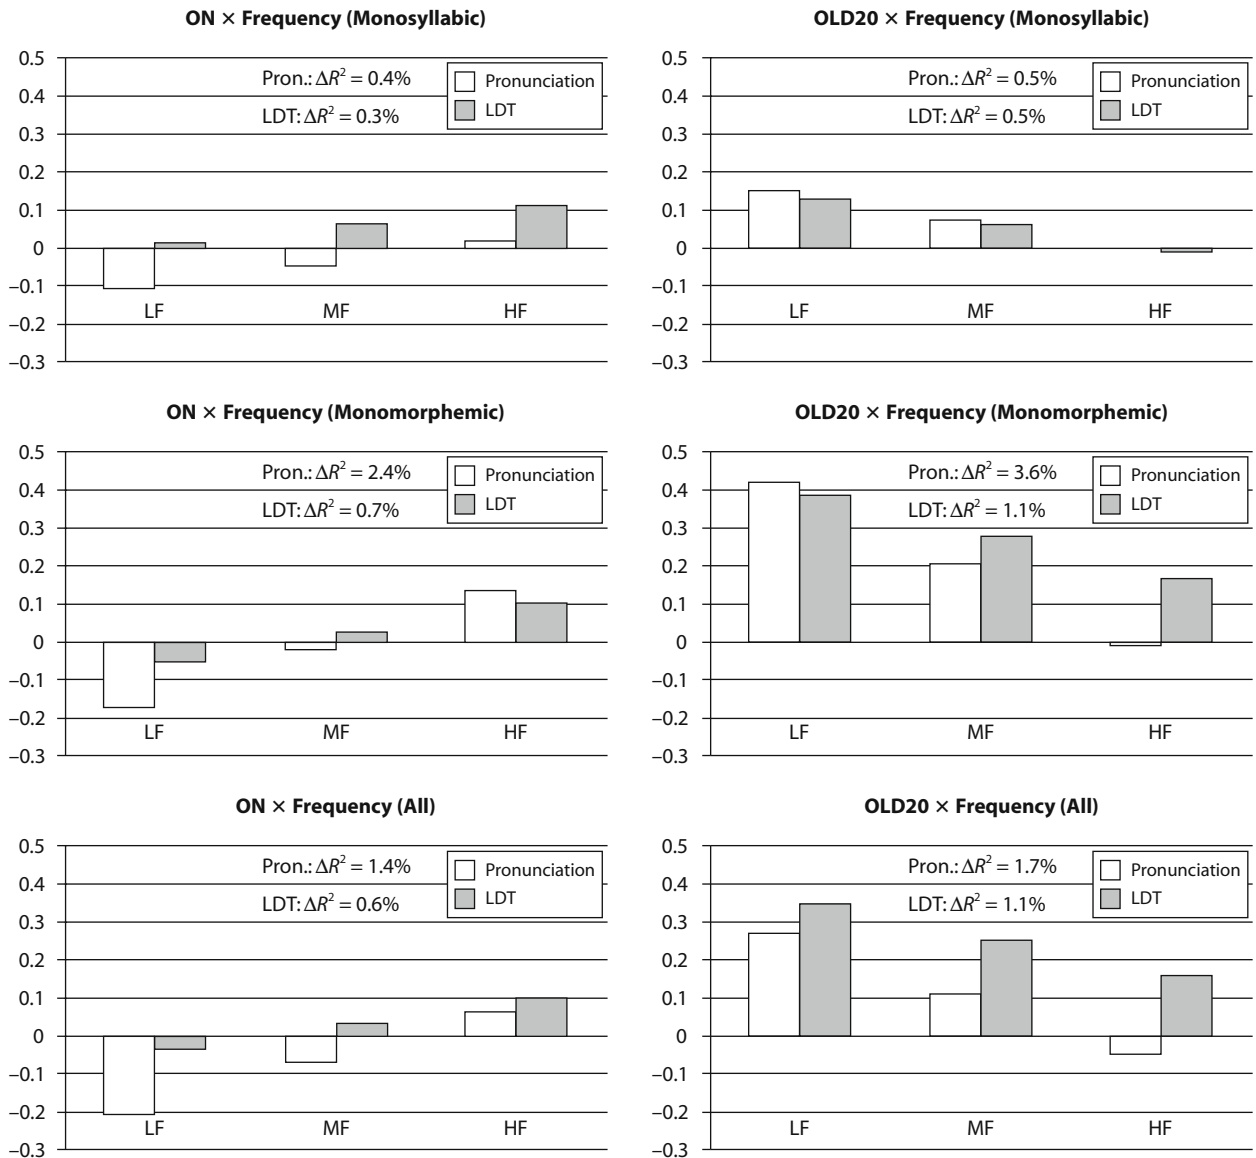 ON × Frequency (Monosyllabic)
0.5
0.4
0.3
0.2
0.1
0
–0.1
–0.2
–0.3
Pron.: ΔR² = 0.4%
LDT: ΔR² = 0.3%
Pronunciation
LDT
LF MF HF
OLD20 × Frequency (Monosyllabic)
0.5
0.4
0.3
0.2
0.1
0
–0.1
–0.2
–0.3
Pron.: ΔR² = 0.5%
LDT: ΔR² = 0.5%
Pronunciation
LDT
LF MF HF
ON × Frequency (Monomorphemic)
0.5
0.4
0.3
0.2
0.1
0
–0.1
–0.2
–0.3
Pron.: ΔR² = 2.4%
LDT: ΔR² = 0.7%
Pronunciation
LDT
LF MF HF
OLD20 × Frequency (Monomorphemic)
0.5
0.4
0.3
0.2
0.1
0
–0.1
–0.2
–0.3
Pron.: ΔR² = 3.6%
LDT: ΔR² = 1.1%
Pronunciation
LDT
LF MF HF
ON × Frequency (All)
0.5
0.4
0.3
0.2
0.1
0
–0.1
–0.2
–0.3
Pron.: ΔR² = 1.4%
LDT: ΔR² = 0.6%
Pronunciation
LDT
LF MF HF
OLD20 × Frequency (All)
0.5
0.4
0.3
0.2
0.1
0
–0.1
–0.2
–0.3
Pron.: ΔR² = 1.7%
LDT: ΔR² = 1.1%
Pronunciation
LDT
LF MF HF